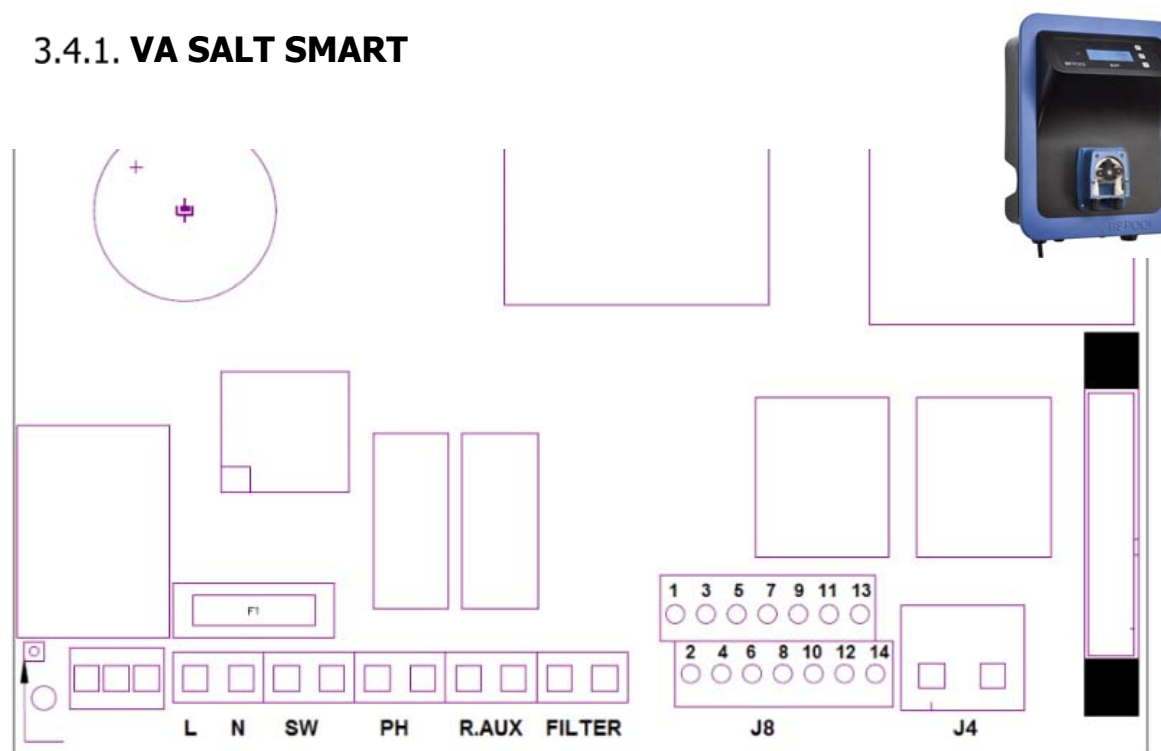 3.4.1. VA SALT SMART
BSPOOL
F1
1 3 5 7 9 11 13
2 4 6 8 10 12 14
L N SW PH R.AUX FILTER J8 J4